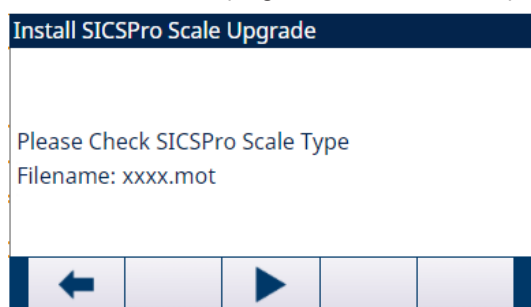 Install SICSPro Scale Upgrade
Please Check SICSPro Scale Type
Filename: xxxx.mot